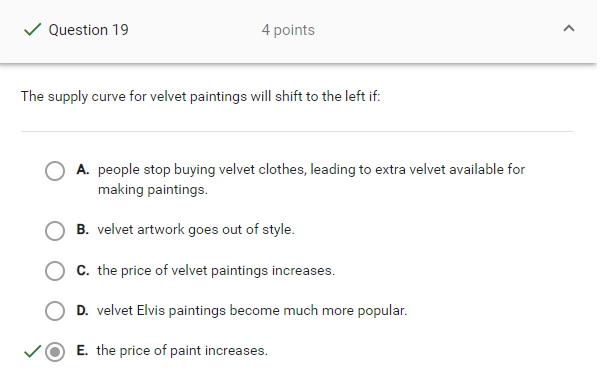 Question 19 4 points
The supply curve for velvet paintings will shift to the left if:
A. people stop buying velvet clothes, leading to extra velvet available for
making paintings.
B. velvet artwork goes out of style.
C. the price of velvet paintings increases.
D. velvet Elvis paintings become much more popular.
E. the price of paint increases.